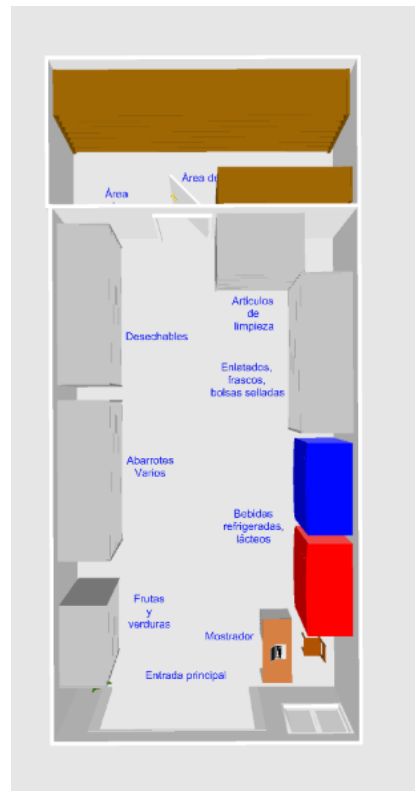 Área
Área de
Artículos
de
limpieza
Desechables
Enlatados,
frascos,
bolsas selladas
Abarrotes
Varios
Bebidas
refrigeradas,
lácteos
Frutas
y
verduras
Mostrador
Entrada principal